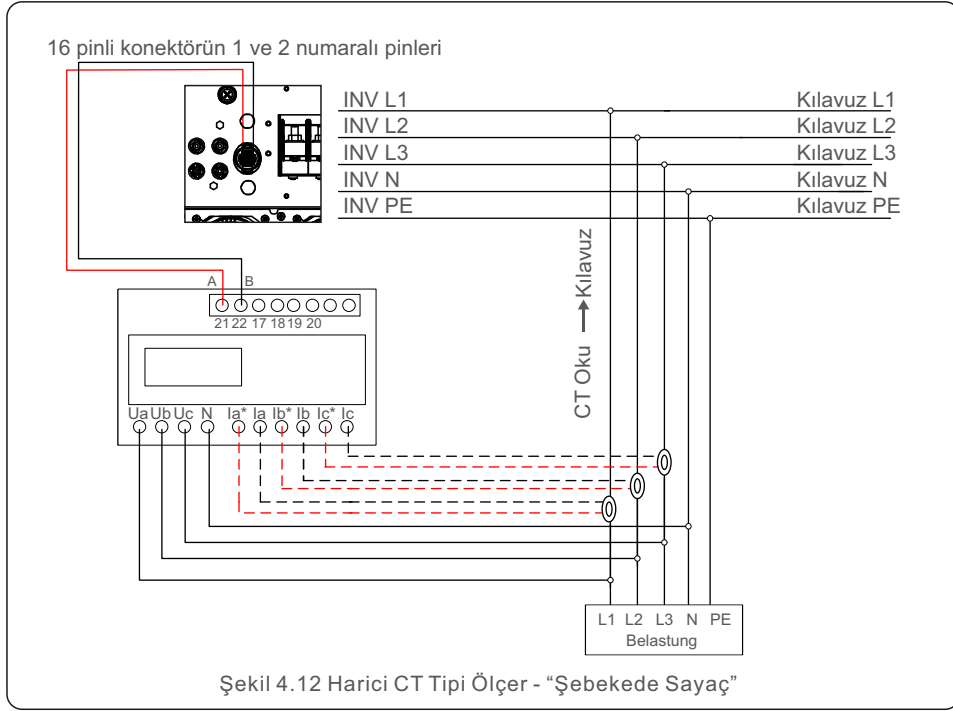 16 pinli konektörün 1 ve 2 numaralı pinleri
INV L1
Kılavuz L1
INV L2
Kılavuz L2
INV L3
Kılavuz L3
INV N
Kılavuz N
INV PE
Kılavuz PE
CT Oku → Kılavuz
A B
21 22 17 18 19 20
Ua Ub Uc N Ia* Ia Ib* Ib Ic* Ic
L1 L2 L3 N PE
Belastung
Şekil 4.12 Harici CT Tipi Ölçer - “Şebekede Sayaç”